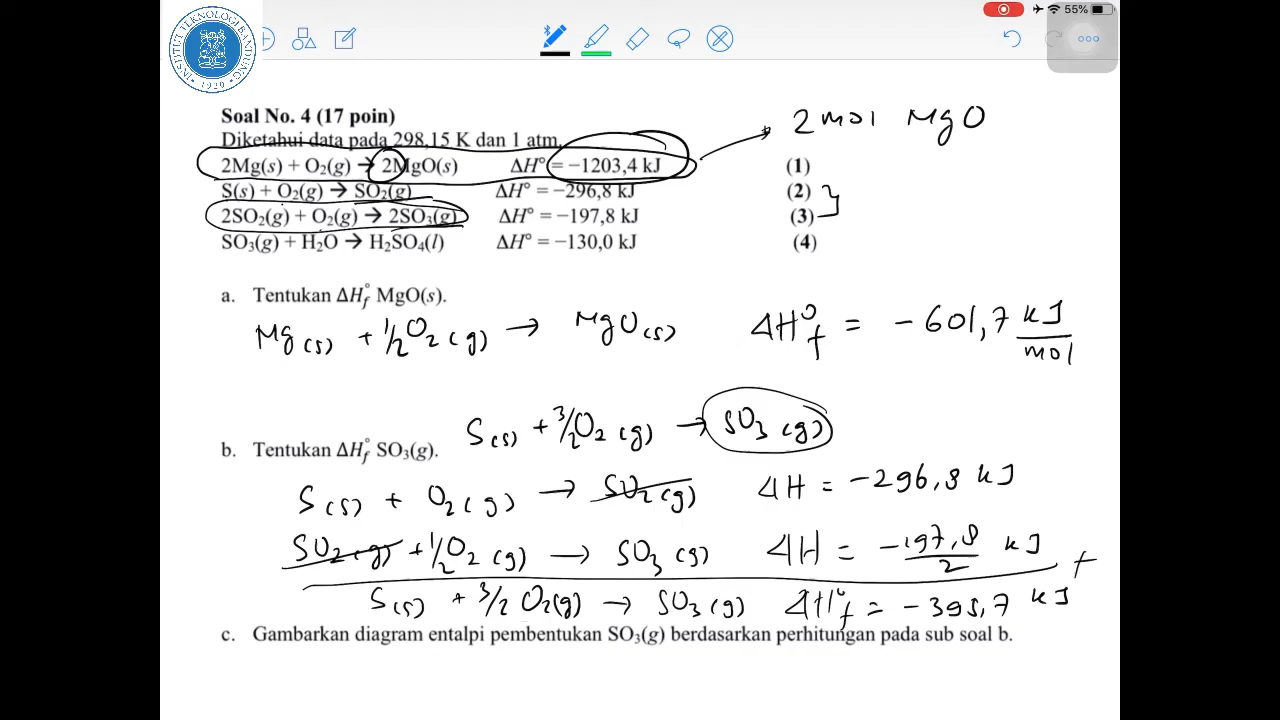 INSTITUT TEKNOLOGI BANDUNG
1920
55%
Soal No. 4 (17 poin)
Diketahui data pada 298,15 K dan 1 atm.
2 mol MgO
2Mg(s) + O₂(g) → 2MgO(s) ΔH° = −1203,4 kJ (1)
S(s) + O₂(g) → SO₂(g) ΔH° = −296,8 kJ (2)
2SO₂(g) + O₂(g) → 2SO₃(g) ΔH° = −197,8 kJ (3)
SO₃(g) + H₂O → H₂SO₄(l) ΔH° = −130,0 kJ (4)
a. Tentukan ΔH°f MgO(s).
Mg(s) + 1/2 O₂(g) → MgO(s) ΔH°f = −601,7 kJ/mol
S(s) + 3/2 O₂(g) → SO₃(g)
b. Tentukan ΔH°f SO₃(g).
S(s) + O₂(g) → SO₂(g) ΔH = −296,8 kJ
SO₂(g) + 1/2 O₂(g) → SO₃(g) ΔH = −197,8/2 kJ +
S(s) + 3/2 O₂(g) → SO₃(g) ΔH°f = −395,7 kJ
c. Gambarkan diagram entalpi pembentukan SO₃(g) berdasarkan perhitungan pada sub soal b.